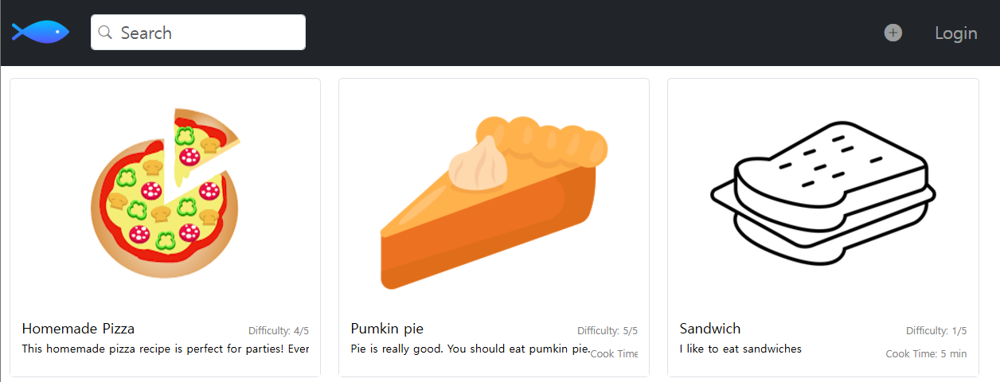 Search
Login
Homemade Pizza
Difficulty: 4/5
This homemade pizza recipe is perfect for parties! Ever
Pumkin pie
Difficulty: 5/5
Pie is really good. You should eat pumkin pie.
Cook Time
Sandwich
Difficulty: 1/5
I like to eat sandwiches
Cook Time: 5 min